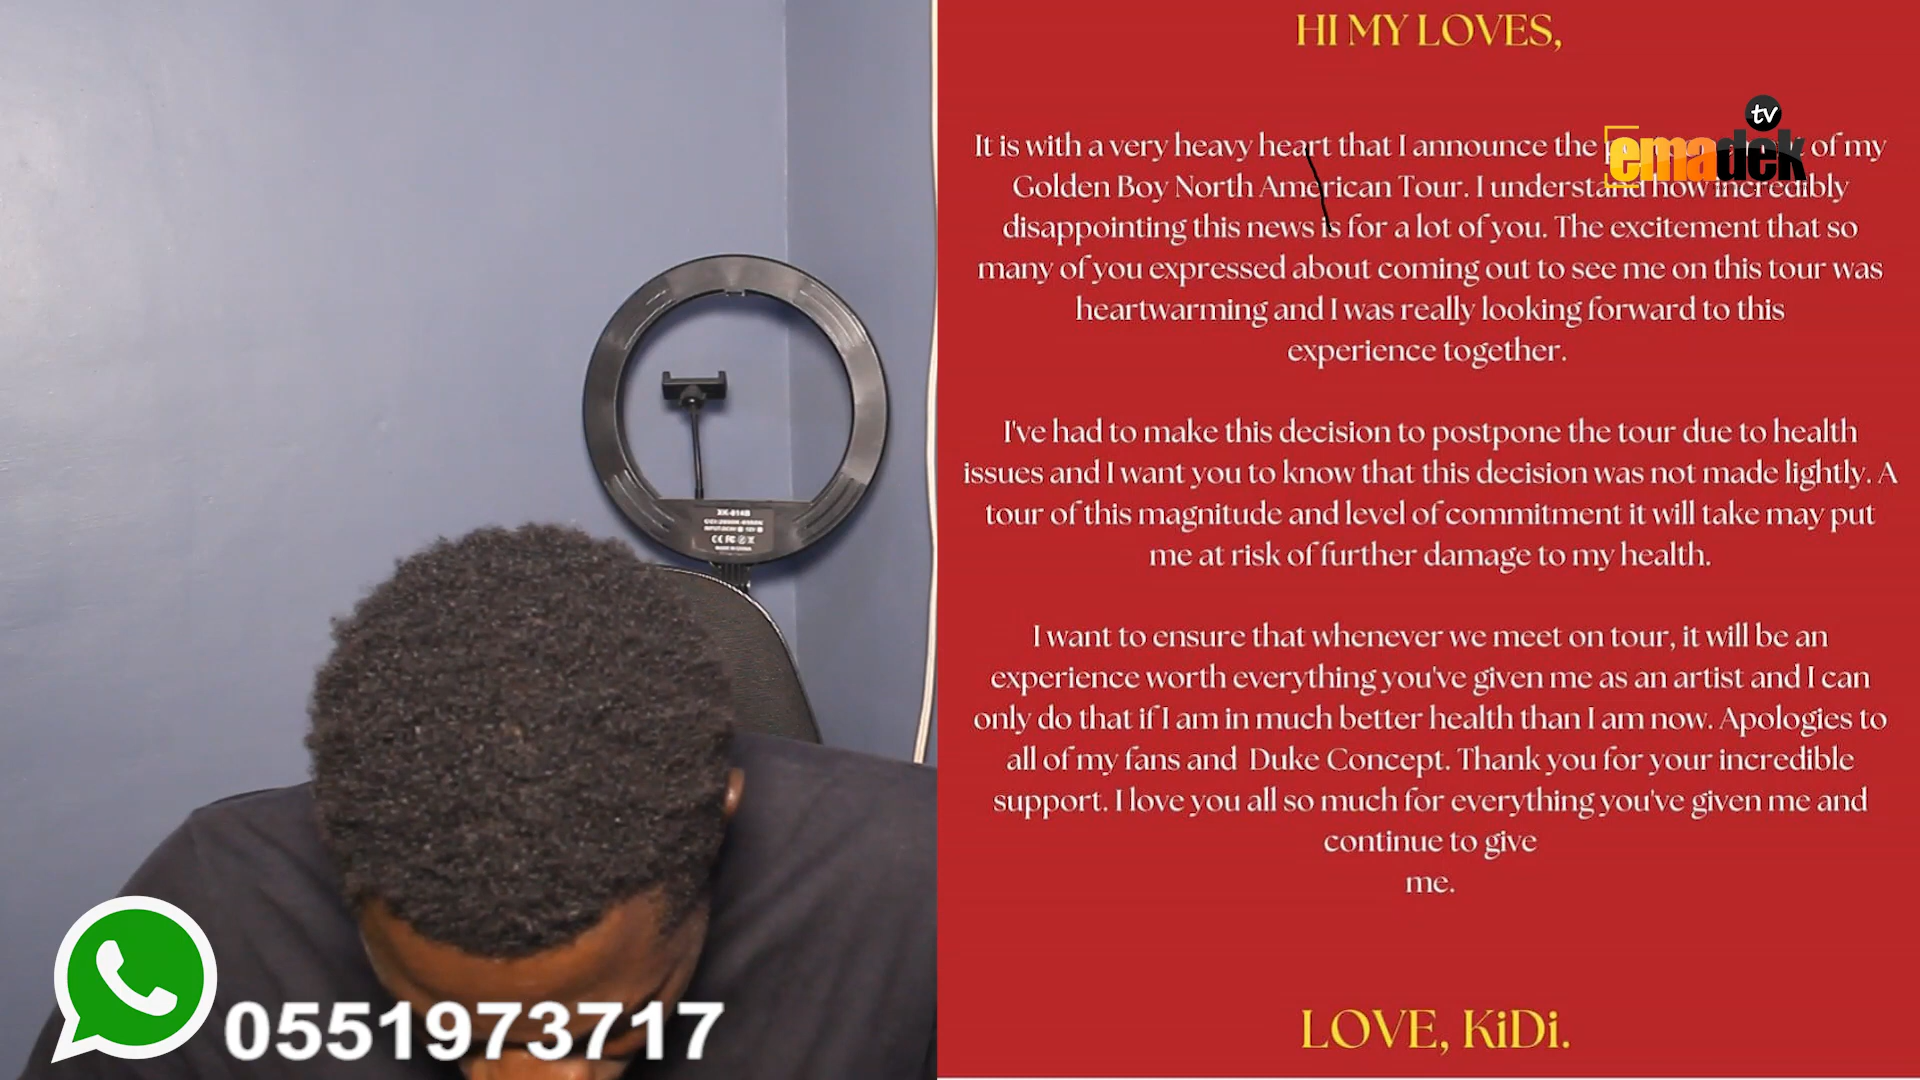 HI MY LOVES,
It is with a very heavy heart that I announce the of my
Golden Boy North American Tour. I understand how incredibly
disappointing this news is for a lot of you. The excitement that so
many of you expressed about coming out to see me on this tour was
heartwarming and I was really looking forward to this
experience together.
I've had to make this decision to postpone the tour due to health
issues and I want you to know that this decision was not made lightly. A
tour of this magnitude and level of commitment it will take may put
me at risk of further damage to my health.
I want to ensure that whenever we meet on tour, it will be an
experience worth everything you've given me as an artist and I can
only do that if I am in much better health than I am now. Apologies to
all of my fans and Duke Concept. Thank you for your incredible
support. I love you all so much for everything you've given me and
continue to give
me.
LOVE, KiDi.
tv
emadek
XK-014B
0551973717